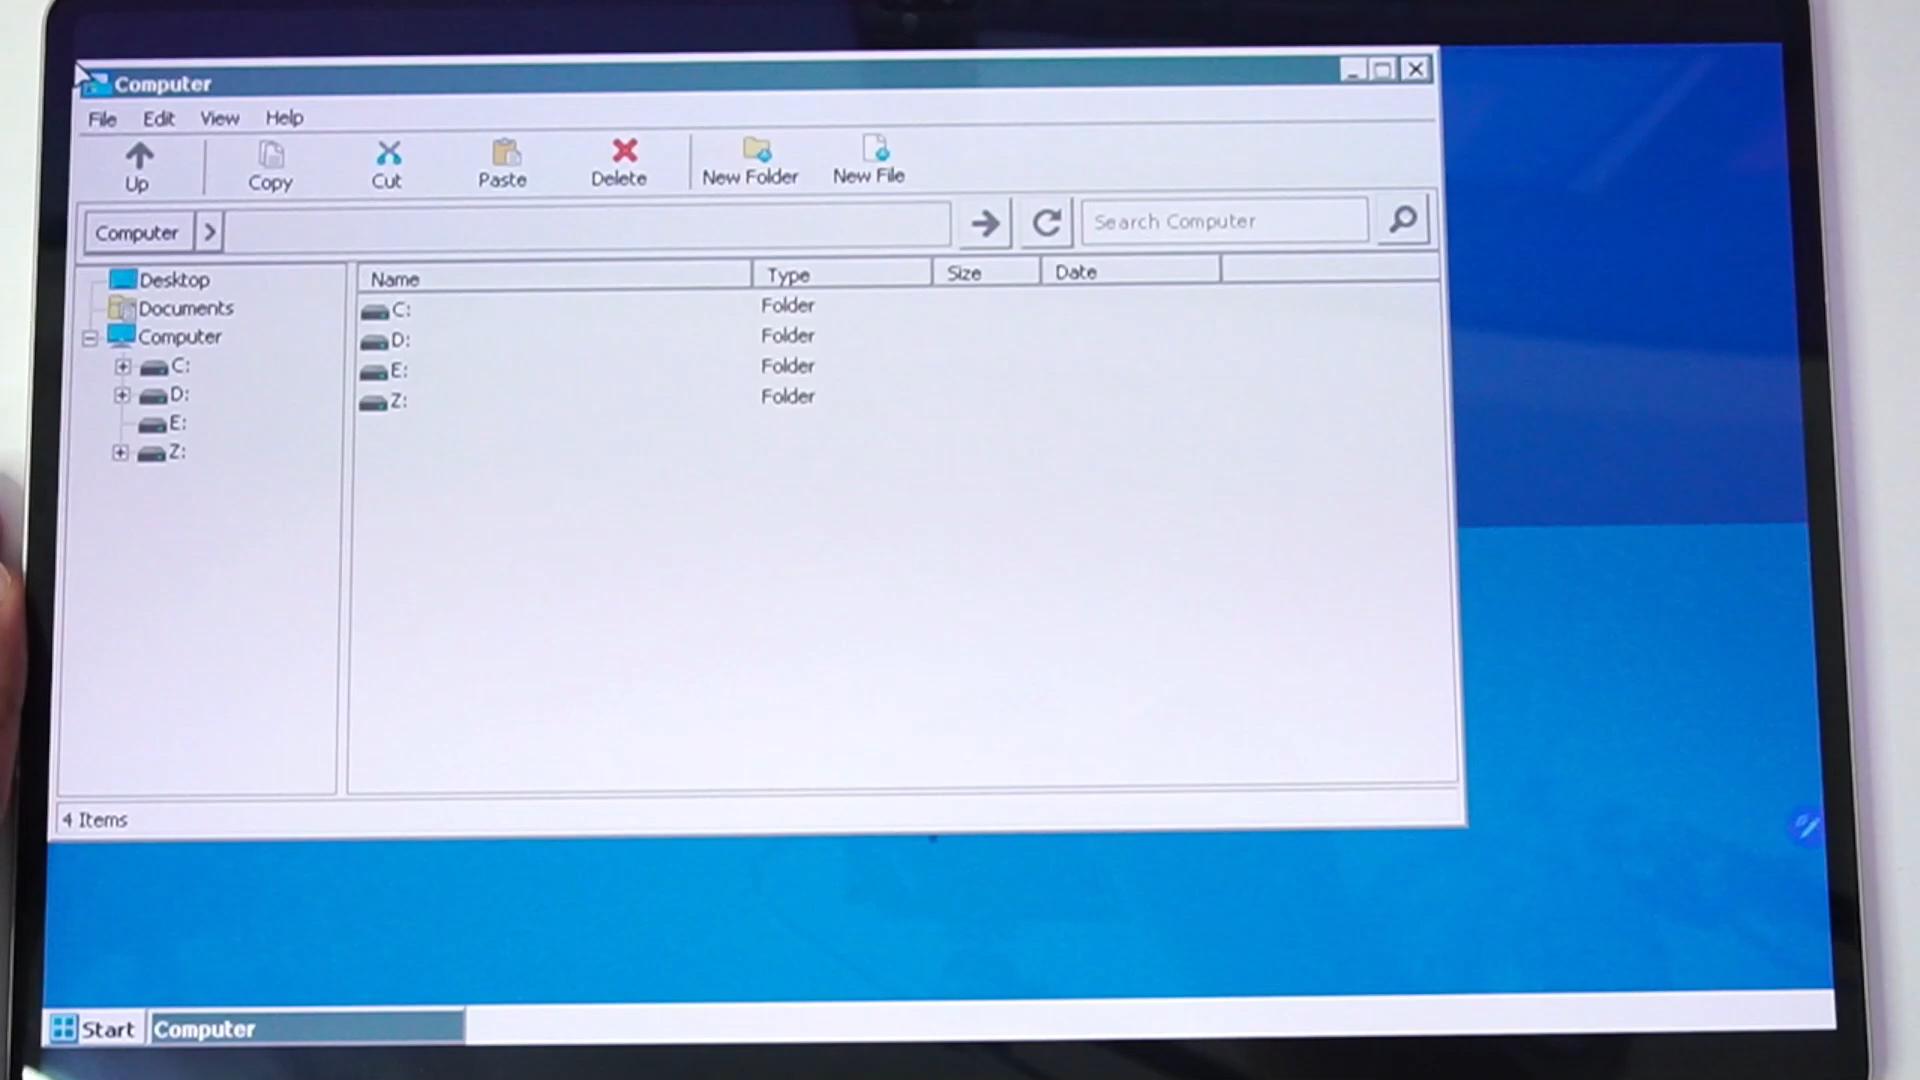 Computer
File Edit View Help
Up Copy Cut Paste Delete New Folder New File
Computer > Search Computer
Desktop
Documents
Computer
C:
D:
E:
Z:
Name Type Size Date
C: Folder
D: Folder
E: Folder
Z: Folder
4 Items
Start Computer